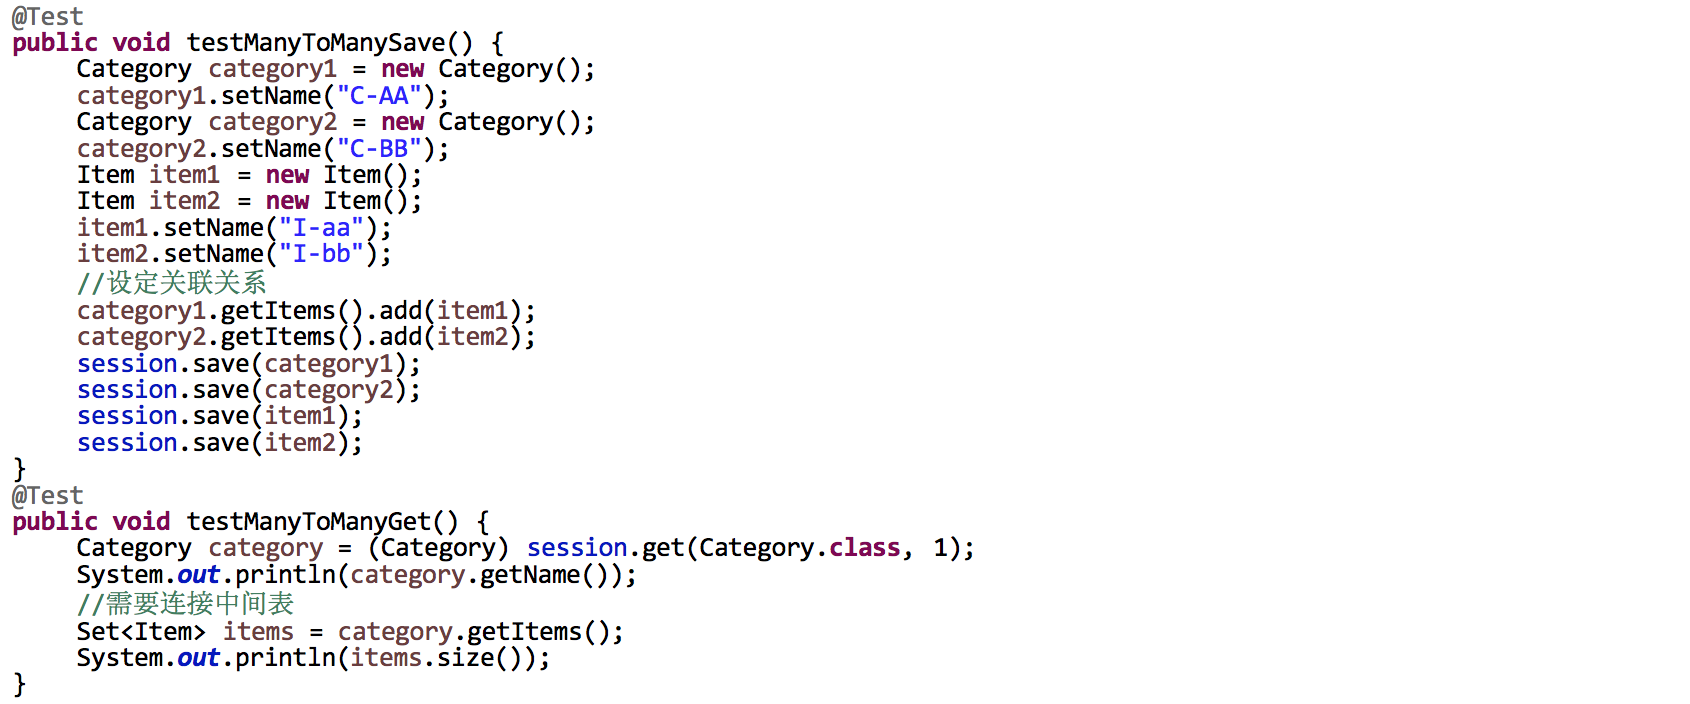 @Test
public void testManyToManySave() {
Category category1 = new Category();
category1.setName("C-AA");
Category category2 = new Category();
category2.setName("C-BB");
Item item1 = new Item();
Item item2 = new Item();
item1.setName("I-aa");
item2.setName("I-bb");
//设定关联关系
category1.getItems().add(item1);
category2.getItems().add(item2);
session.save(category1);
session.save(category2);
session.save(item1);
session.save(item2);
}
@Test
public void testManyToManyGet() {
Category category = (Category) session.get(Category.class, 1);
System.out.println(category.getName());
//需要连接中间表
Set<Item> items = category.getItems();
System.out.println(items.size());
}